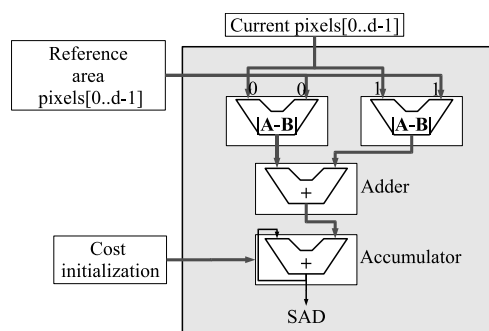 Current pixels[0..d-1]
Reference
area
pixels[0..d-1]
0 0 1 1
|A-B| |A-B|
+
Adder
Cost
initialization
+
Accumulator
SAD